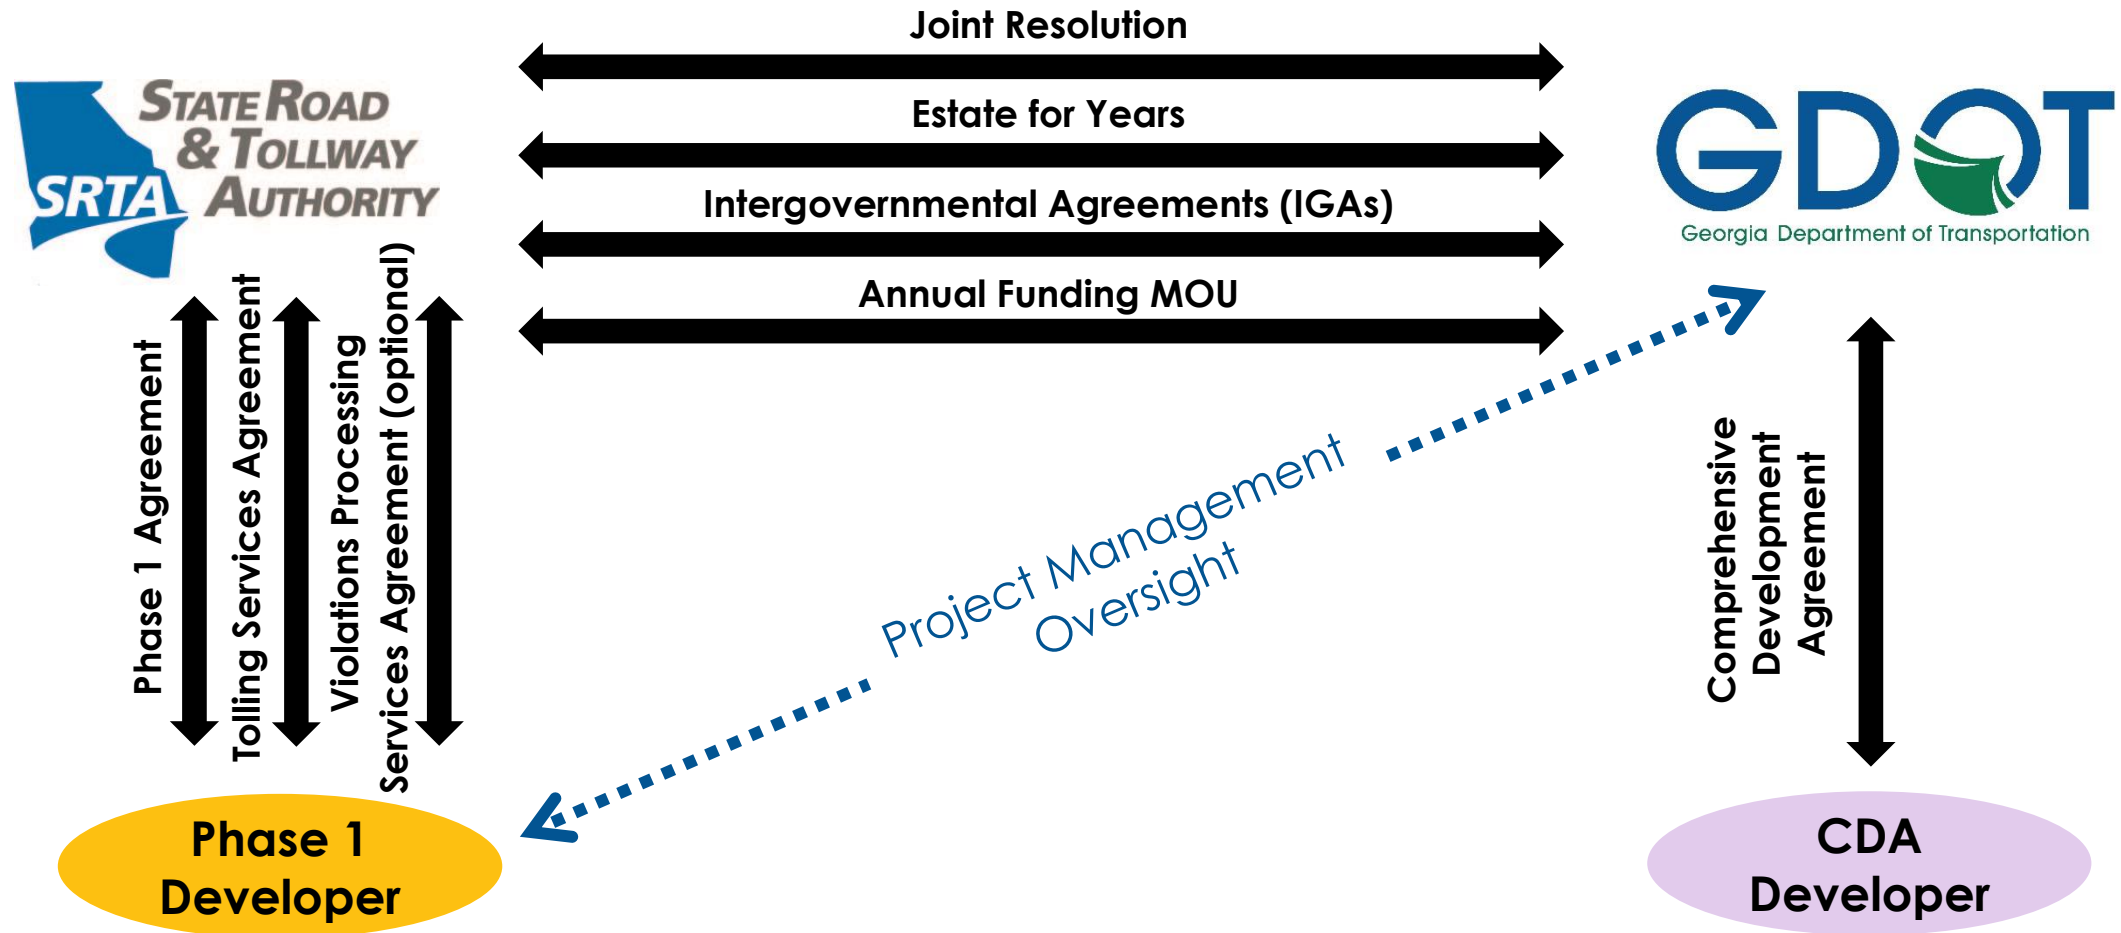 Joint Resolution
STATE ROAD
& TOLLWAY
AUTHORITY
SRTA
Estate for Years
Intergovernmental Agreements (IGAs)
Annual Funding MOU
GDOT
Georgia Department of Transportation
Phase 1 Agreement
Tolling Services Agreement
Violations Processing
Services Agreement (optional)
Project Management
Oversight
Comprehensive
Development
Agreement
Phase 1
Developer
CDA
Developer